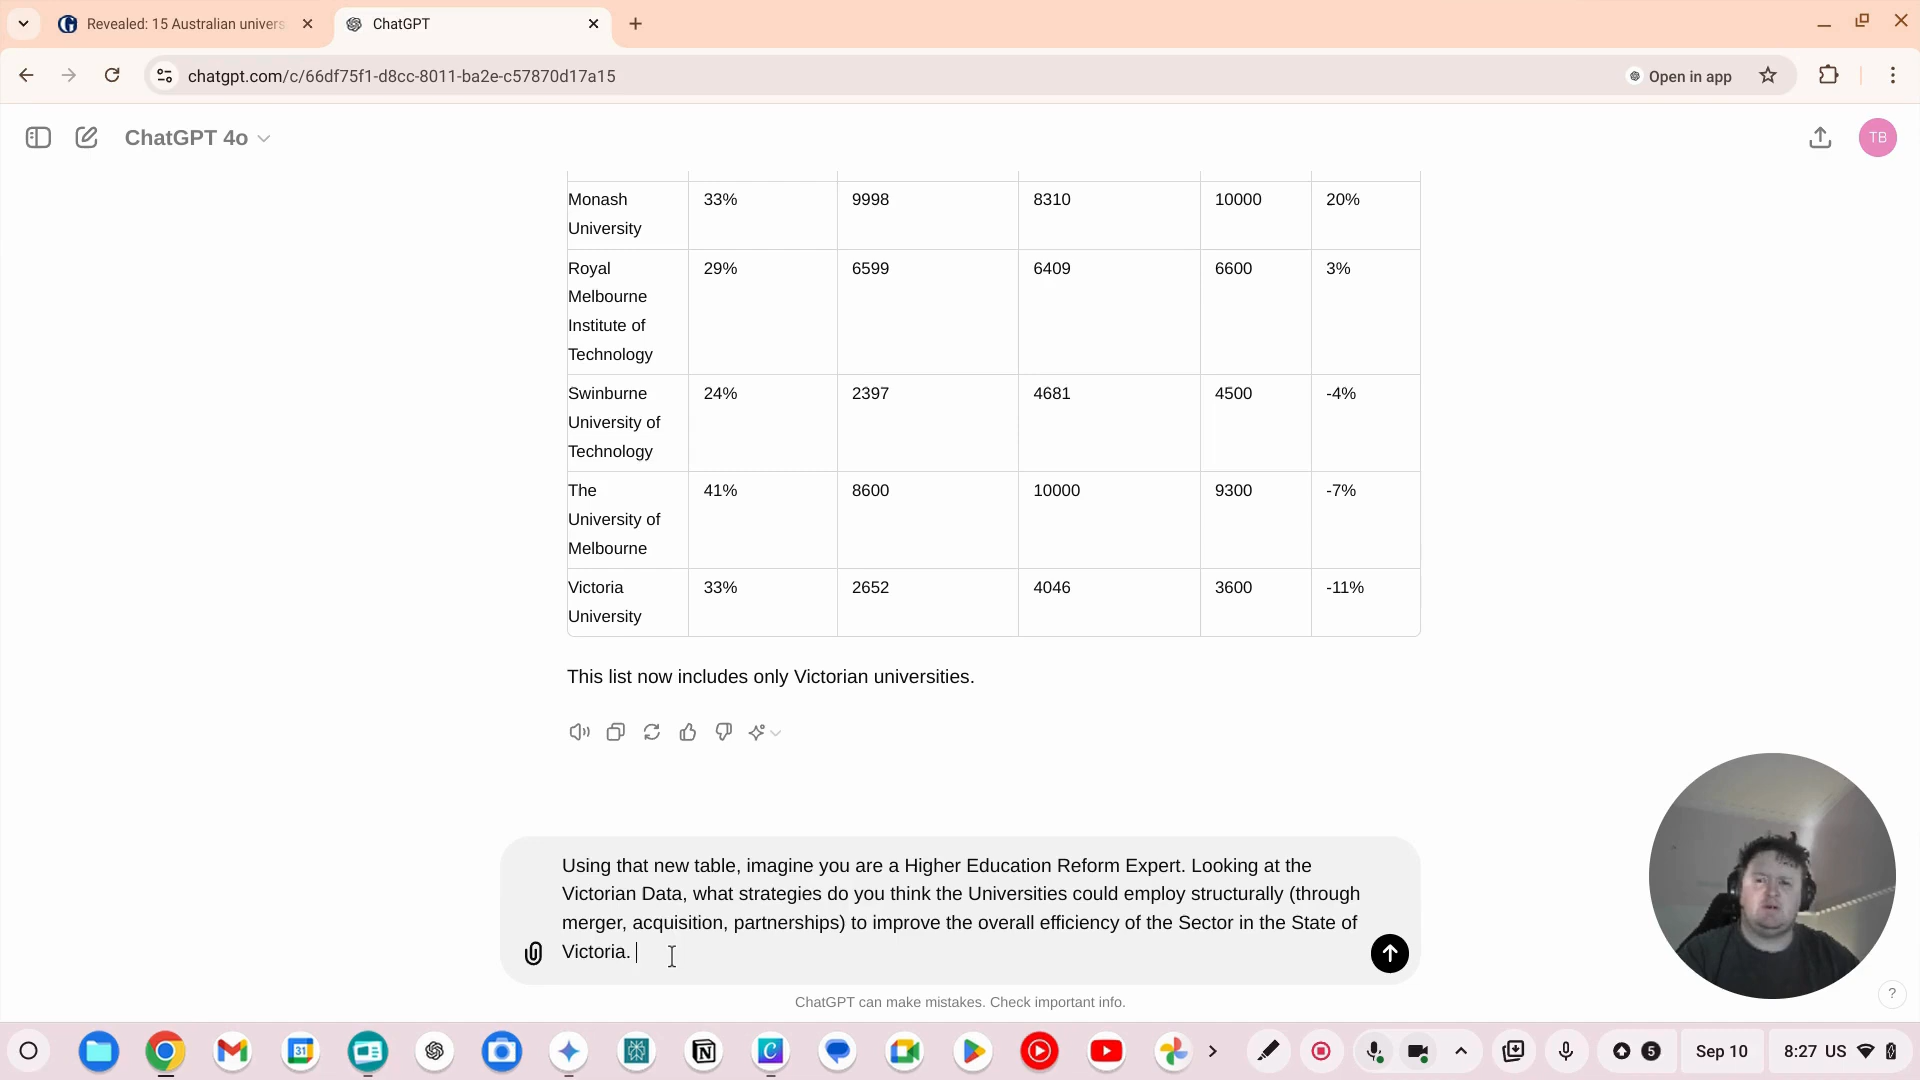 Revealed: 15 Australian univers
ChatGPT
chatgpt.com/c/66df75f1-d8cc-8011-ba2e-c57870d17a15
Open in app
ChatGPT 4o
TB
Monash University 33% 9998 8310 10000 20%
Royal Melbourne Institute of Technology 29% 6599 6409 6600 3%
Swinburne University of Technology 24% 2397 4681 4500 -4%
The University of Melbourne 41% 8600 10000 9300 -7%
Victoria University 33% 2652 4046 3600 -11%
This list now includes only Victorian universities.
Using that new table, imagine you are a Higher Education Reform Expert. Looking at the
Victorian Data, what strategies do you think the Universities could employ structurally (through
merger, acquisition, partnerships) to improve the overall efficiency of the Sector in the State of
Victoria.
ChatGPT can make mistakes. Check important info.
?
31
5
Sep 10
8:27 US